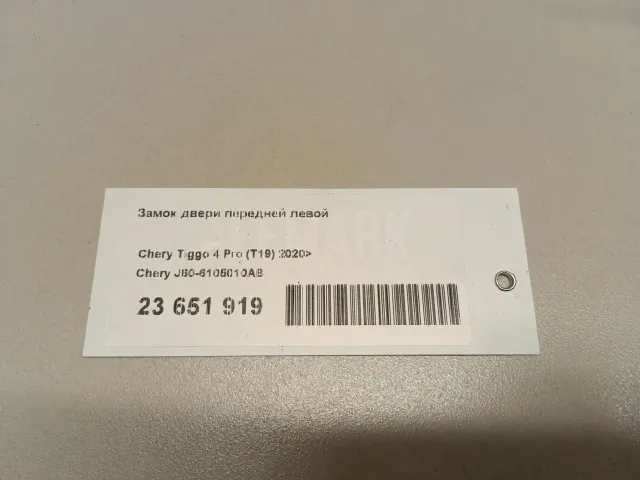 Замок двери передней левой
Chery Tiggo 4 Pro (T19) 2020>
Chery J60-6105010AB
23 651 919